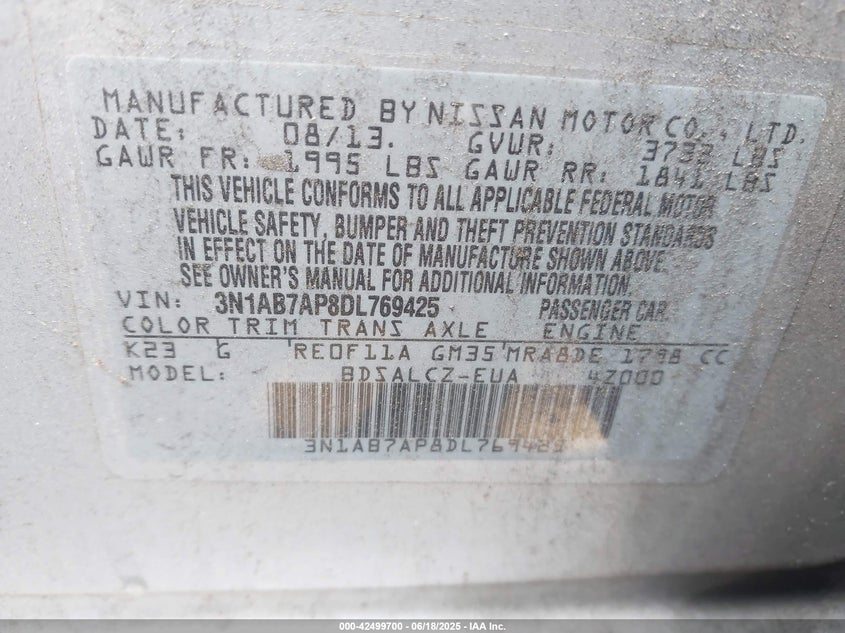 MANUFACTURED BY NISSAN MOTOR CO., LTD.
DATE: 08/13. GVWR: 3733 LBS
GAWR FR: 1995 LBS GAWR RR: 1841 LBS
THIS VEHICLE CONFORMS TO ALL APPLICABLE FEDERAL MOTOR
VEHICLE SAFETY, BUMPER AND THEFT PREVENTION STANDARDS
IN EFFECT ON THE DATE OF MANUFACTURE SHOWN ABOVE.
SEE OWNER'S MANUAL FOR ADDITIONAL INFORMATION.
VIN: 3N1AB7AP8DL769425 PASSENGER CAR
COLOR TRIM TRANS AXLE ENGINE
K23 G RE0F11A GM35 MRA8DE 1798 CC
MODEL: BDSALCZ-EUA 4Z000
3N1AB7AP8DL769425
000-42499700 - 06/18/2025 - IAA Inc.